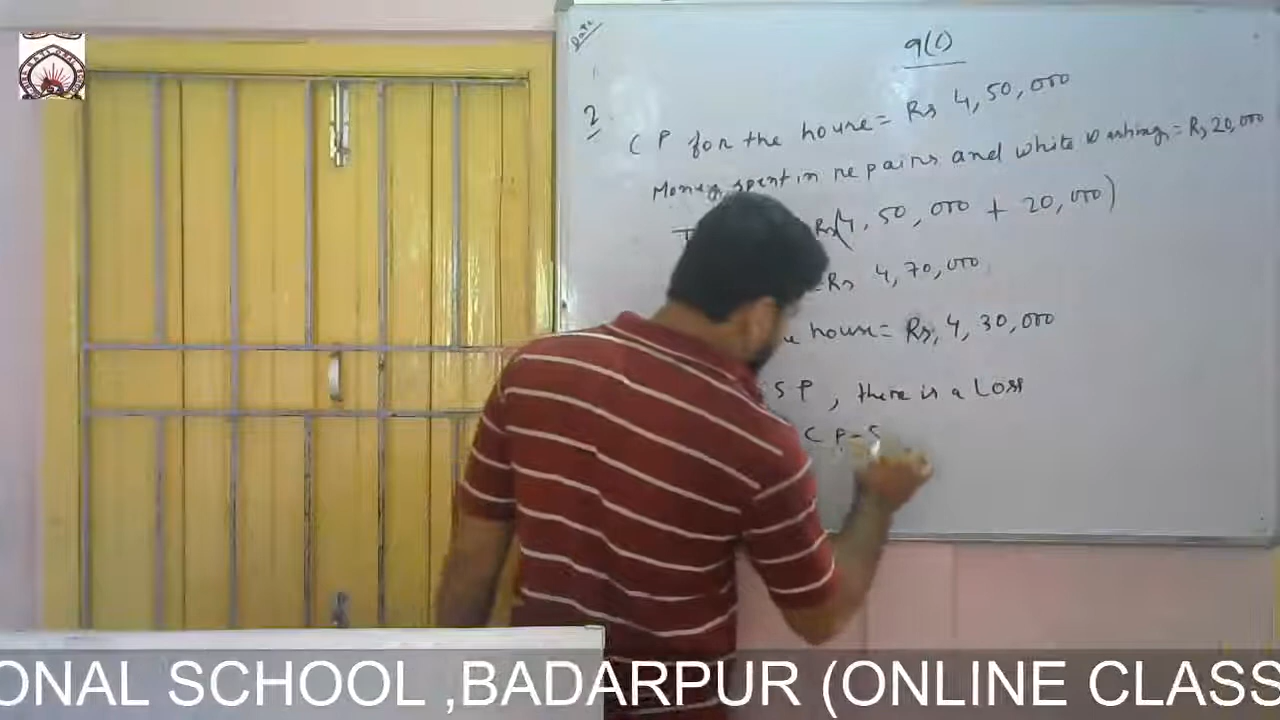 Date
9(C)
2
CP for the house = Rs 4,50,000
Money spent in repairs and white washing = Rs 20,000
Rs(4,50,000 + 20,000)
= Rs 4,70,000
house = Rs, 4,30,000
SP, there is a Loss
CP-S
ONAL SCHOOL ,BADARPUR (ONLINE CLASS